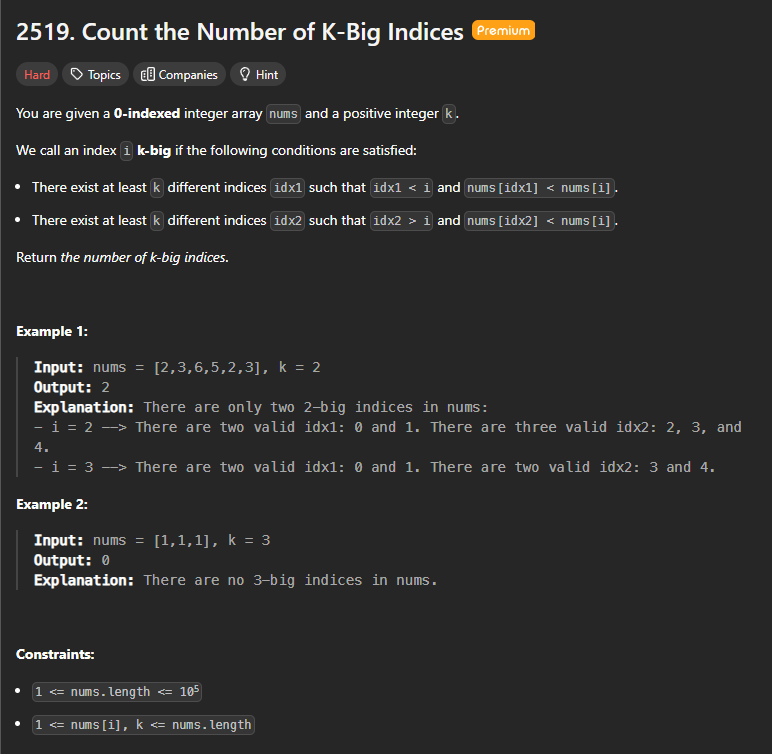 2519. Count the Number of K-Big Indices Premium
Hard Topics Companies Hint
You are given a 0-indexed integer array nums and a positive integer k.
We call an index i k-big if the following conditions are satisfied:
• There exist at least k different indices idx1 such that idx1 < i and nums[idx1] < nums[i].
• There exist at least k different indices idx2 such that idx2 > i and nums[idx2] < nums[i].
Return the number of k-big indices.
Example 1:
Input: nums = [2,3,6,5,2,3], k = 2
Output: 2
Explanation: There are only two 2-big indices in nums:
- i = 2 --> There are two valid idx1: 0 and 1. There are three valid idx2: 2, 3, and
4.
- i = 3 --> There are two valid idx1: 0 and 1. There are two valid idx2: 3 and 4.
Example 2:
Input: nums = [1,1,1], k = 3
Output: 0
Explanation: There are no 3-big indices in nums.
Constraints:
• 1 <= nums.length <= 10⁵
• 1 <= nums[i], k <= nums.length